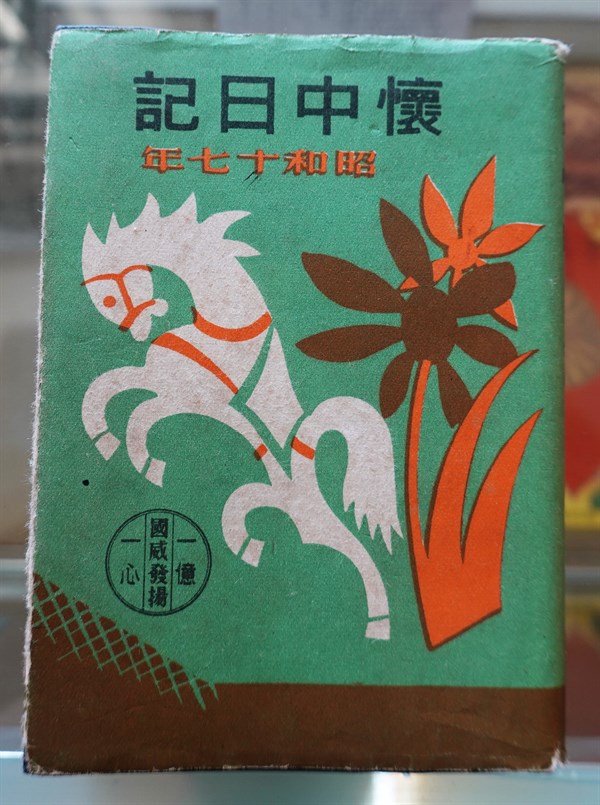 懷中日記
昭和十七年
一億
國威發揚
一心